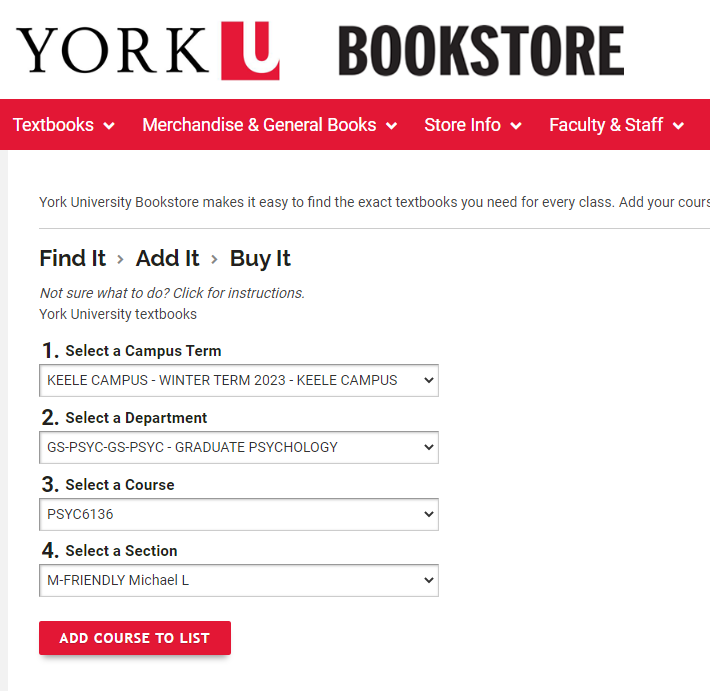 YORK U BOOKSTORE
Textbooks Merchandise & General Books Store Info Faculty & Staff
York University Bookstore makes it easy to find the exact textbooks you need for every class. Add your cours
Find It › Add It › Buy It
Not sure what to do? Click for instructions.
York University textbooks
1. Select a Campus Term
KEELE CAMPUS - WINTER TERM 2023 - KEELE CAMPUS
2. Select a Department
GS-PSYC-GS-PSYC - GRADUATE PSYCHOLOGY
3. Select a Course
PSYC6136
4. Select a Section
M-FRIENDLY Michael L
ADD COURSE TO LIST